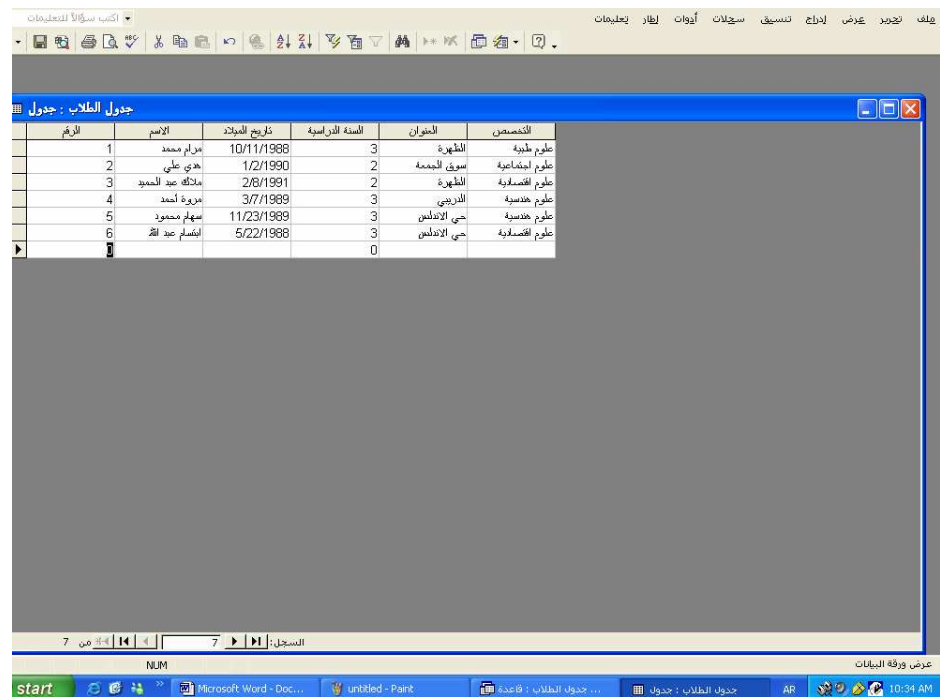 ملف تحرير عرض إدراج تنسيق سجلات أدوات إطار تعليمات اكتب سؤالاً للتعليمات
جدول الطلاب : جدول
الرقم الاسم تاريخ الميلاد السنة الدراسية العنوان التخصص
1 مرام محمد 10/11/1988 3 الظهرة علوم طبية
2 هدي علي 1/2/1990 2 سوق الجمعة علوم اجتماعية
3 ملاك عبد الحميد 2/8/1991 2 الظهرة علوم اقتصادية
4 مروة أحمد 3/7/1989 3 الدريبي علوم هندسية
5 سهام محمود 11/23/1989 3 حي الاندلس علوم هندسية
6 ابتسام عبد الله 5/22/1988 3 حي الاندلس علوم اقتصادية
0 0
السجل: 7 من 7
عرض ورقة البيانات NUM
start Microsoft Word - Doc... untitled - Paint جدول الطلاب : قاعدة ... جدول الطلاب : جدول AR 10:34 AM